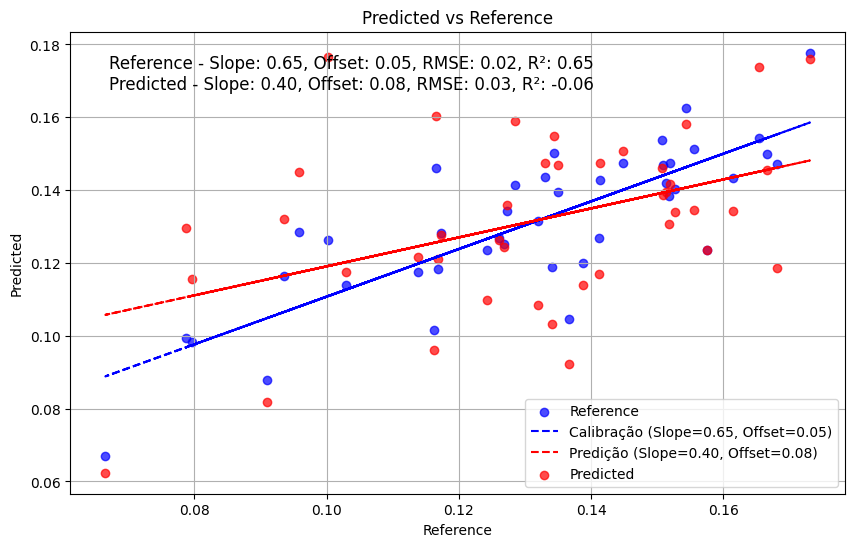 Predicted vs Reference
Reference - Slope: 0.65, Offset: 0.05, RMSE: 0.02, R²: 0.65
Predicted - Slope: 0.40, Offset: 0.08, RMSE: 0.03, R²: -0.06
0.18
0.16
0.14
0.12
0.10
0.08
0.06
Predicted
Reference
Calibração (Slope=0.65, Offset=0.05)
Predição (Slope=0.40, Offset=0.08)
Predicted
0.08
0.10
0.12
0.14
0.16
Reference